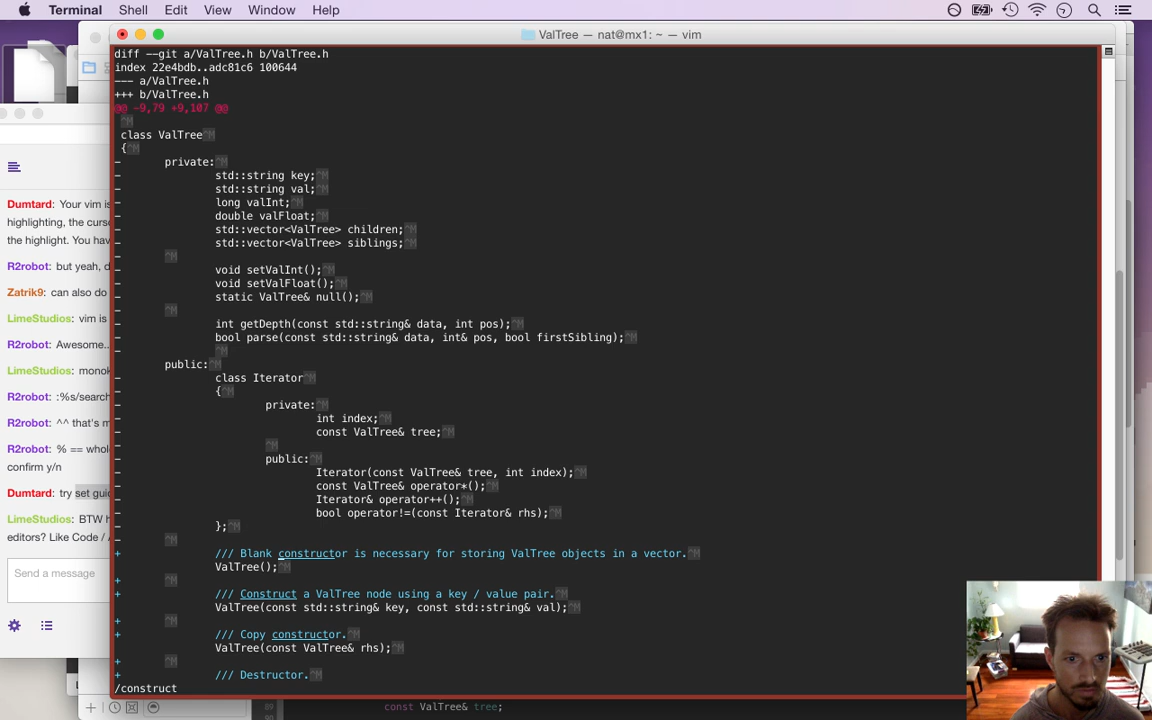 Terminal Shell Edit View Window Help
ValTree — nat@mx1: ~ — vim
diff --git a/ValTree.h b/ValTree.h
index 22e4bdb..adc81c6 100644
--- a/ValTree.h
+++ b/ValTree.h
@@ -9,79 +9,107 @@
^M
class ValTree^M
{^M
- private:^M
- std::string key;^M
- std::string val;^M
- long valInt;^M
- double valFloat;^M
- std::vector<ValTree> children;^M
- std::vector<ValTree> siblings;^M
- ^M
- void setValInt();^M
- void setValFloat();^M
- static ValTree& null();^M
- ^M
- int getDepth(const std::string& data, int pos);^M
- bool parse(const std::string& data, int& pos, bool firstSibling);^M
- ^M
public:^M
- class Iterator^M
- {^M
- private:^M
- int index;^M
- const ValTree& tree;^M
- ^M
- public:^M
- Iterator(const ValTree& tree, int index);^M
- const ValTree& operator*();^M
- Iterator& operator++();^M
- bool operator!=(const Iterator& rhs);^M
- };^M
- ^M
+ /// Blank constructor is necessary for storing ValTree objects in a vector.^M
ValTree();^M
+ ^M
+ /// Construct a ValTree node using a key / value pair.^M
ValTree(const std::string& key, const std::string& val);^M
+ ^M
+ /// Copy constructor.^M
ValTree(const ValTree& rhs);^M
+ ^M
+ /// Destructor.^M
/construct
Dumtard: Your vim is
highlighting, the curso
the highlight. You hav
R2robot: but yeah, d
Zatrik9: can also do
LimeStudios: vim is
R2robot: Awesome..
LimeStudios: monok
R2robot: :%s/search
R2robot: ^^ that's m
R2robot: % == whol
confirm y/n
Dumtard: try set guic
LimeStudios: BTW h
editors? Like Code / A
Send a message
89 const ValTree& tree;
90